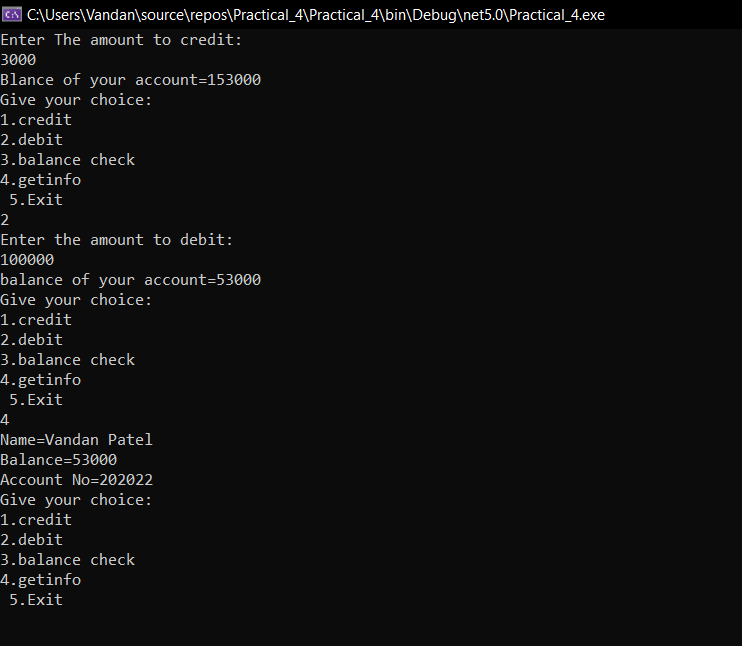 C:\Users\Vandan\source\repos\Practical_4\Practical_4\bin\Debug\net5.0\Practical_4.exe
Enter The amount to credit:
3000
Blance of your account=153000
Give your choice:
1.credit
2.debit
3.balance check
4.getinfo
 5.Exit
2
Enter the amount to debit:
100000
balance of your account=53000
Give your choice:
1.credit
2.debit
3.balance check
4.getinfo
 5.Exit
4
Name=Vandan Patel
Balance=53000
Account No=202022
Give your choice:
1.credit
2.debit
3.balance check
4.getinfo
 5.Exit